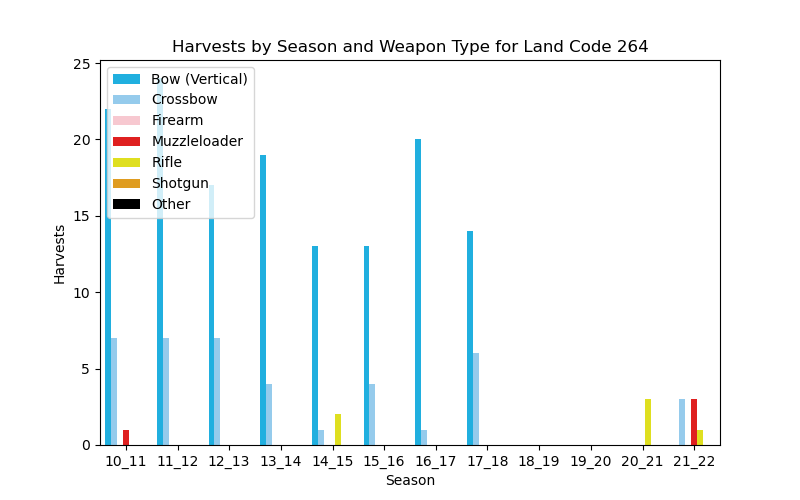 Harvests by Season and Weapon Type for Land Code 264
25
20
15
10
5
0
Harvests
Bow (Vertical)
Crossbow
Firearm
Muzzleloader
Rifle
Shotgun
Other
10_11 11_12 12_13 13_14 14_15 15_16 16_17 17_18 18_19 19_20 20_21 21_22
Season